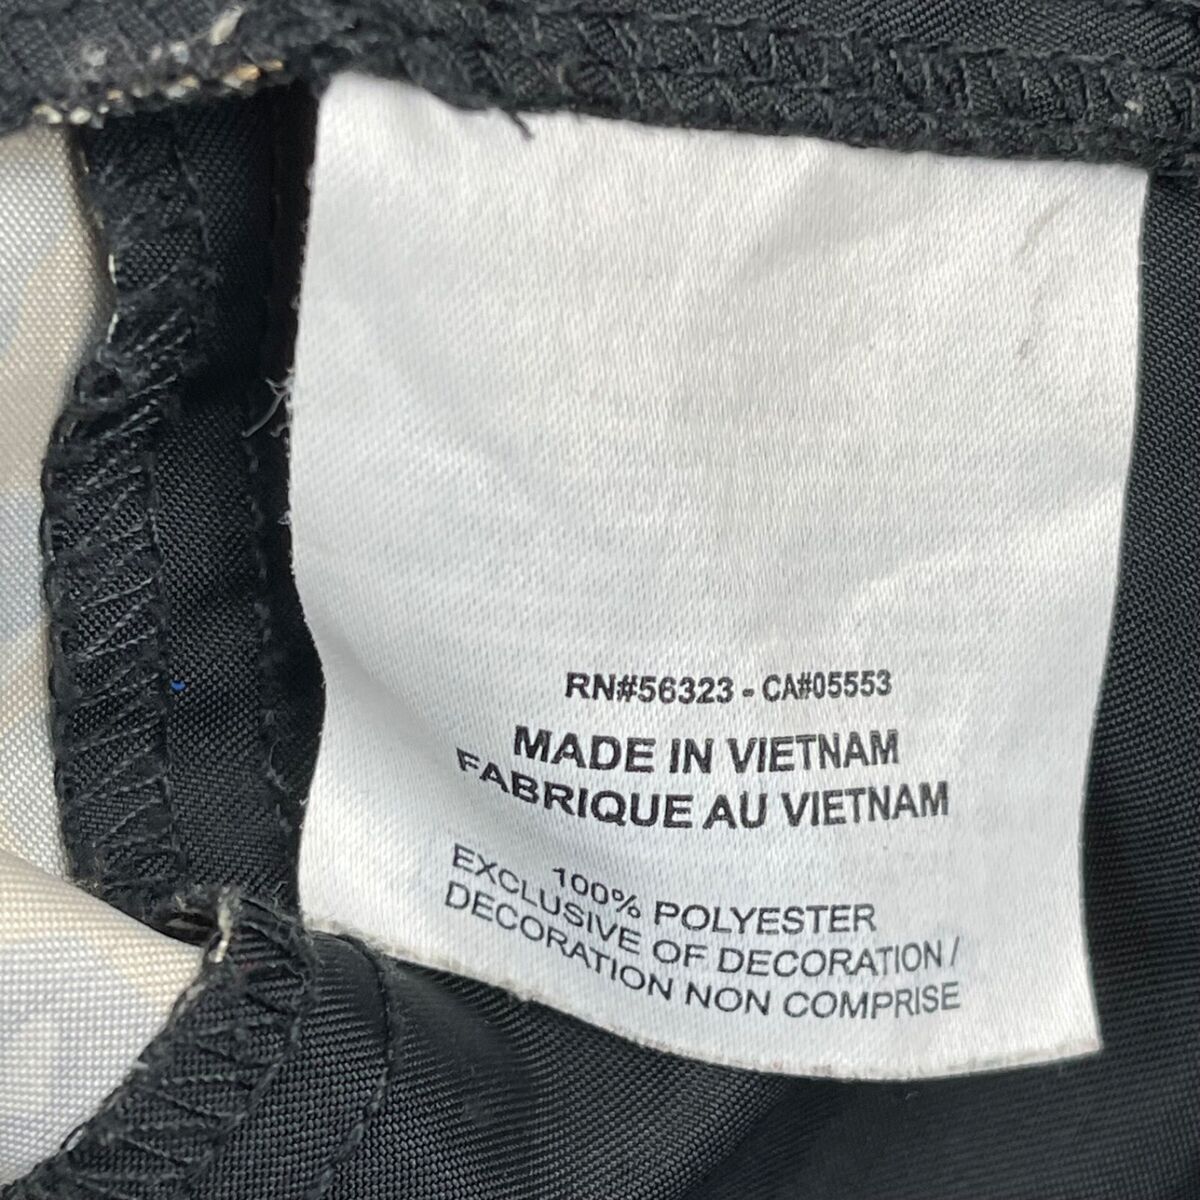 RN#56323 - CA#05553
MADE IN VIETNAM
FABRIQUE AU VIETNAM
100% POLYESTER
EXCLUSIVE OF DECORATION /
DECORATION NON COMPRISE